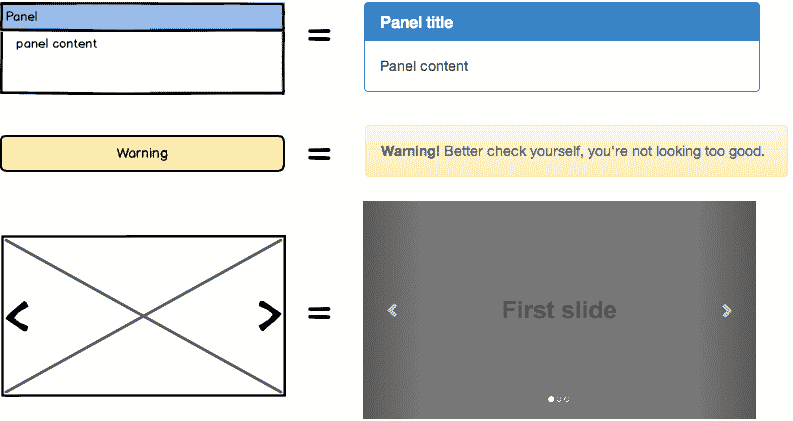 Panel
panel content
=
Panel title
Panel content
Warning
=
Warning! Better check yourself, you're not looking too good.
=
First slide